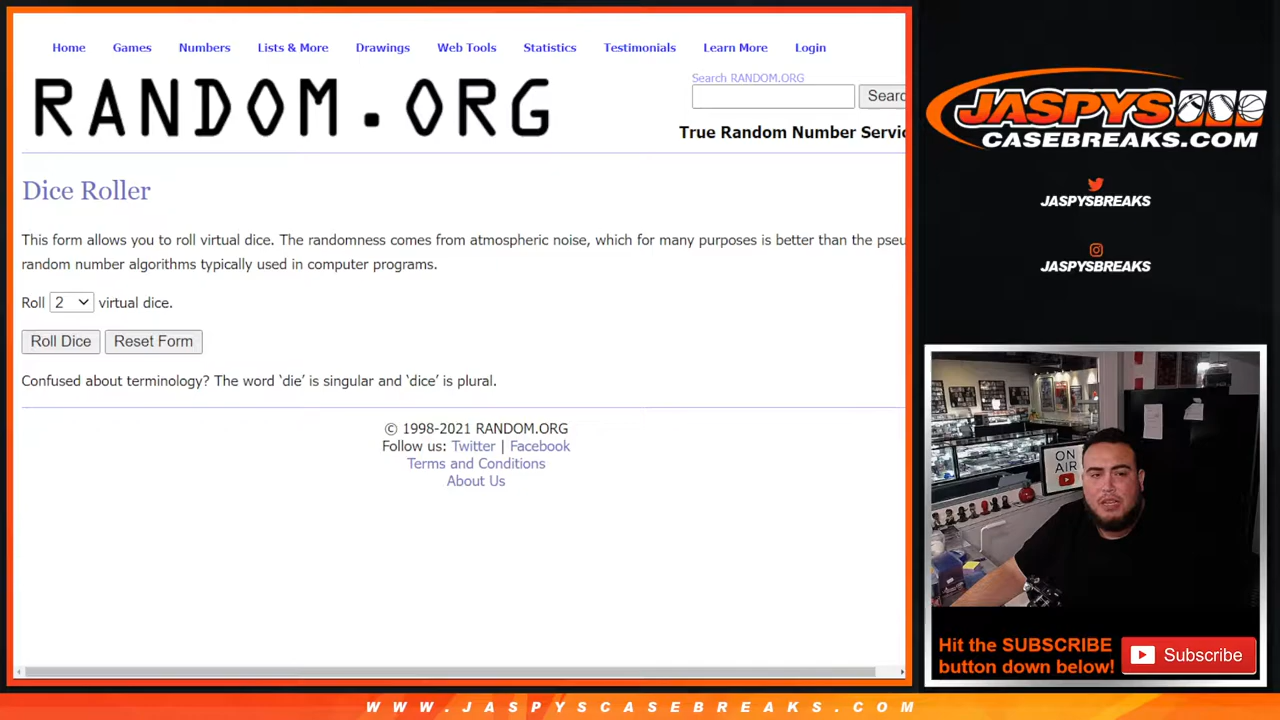 Home Games Numbers Lists & More Drawings Web Tools Statistics Testimonials Learn More Login
RANDOM.ORG
Search RANDOM.ORG
Searc
True Random Number Servic
Dice Roller
This form allows you to roll virtual dice. The randomness comes from atmospheric noise, which for many purposes is better than the pseu
random number algorithms typically used in computer programs.
Roll 2 virtual dice.
Roll Dice Reset Form
Confused about terminology? The word ‘die’ is singular and ‘dice’ is plural.
© 1998-2021 RANDOM.ORG
Follow us: Twitter | Facebook
Terms and Conditions
About Us
JASPYS
CASEBREAKS.COM
JASPYSBREAKS
JASPYSBREAKS
ON
AIR
Hit the SUBSCRIBE
button down below!
Subscribe
WWW.JASPYSCASEBREAKS.COM